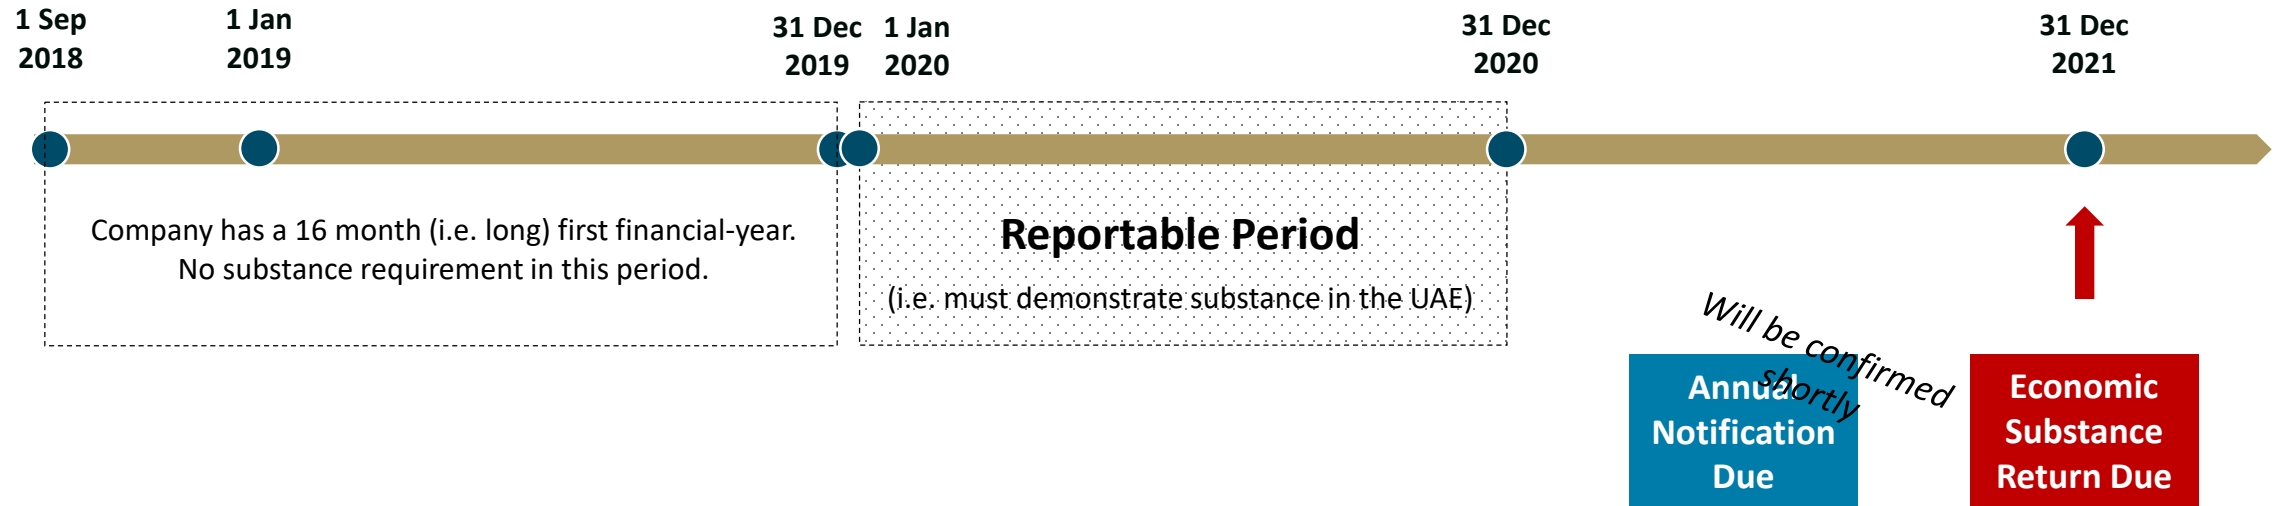 1 Sep
2018
1 Jan
2019
31 Dec
2019
1 Jan
2020
31 Dec
2020
31 Dec
2021
Company has a 16 month (i.e. long) first financial-year.
No substance requirement in this period.
Reportable Period
(i.e. must demonstrate substance in the UAE)
Will be confirmed
shortly
Annual
Notification
Due
Economic
Substance
Return Due